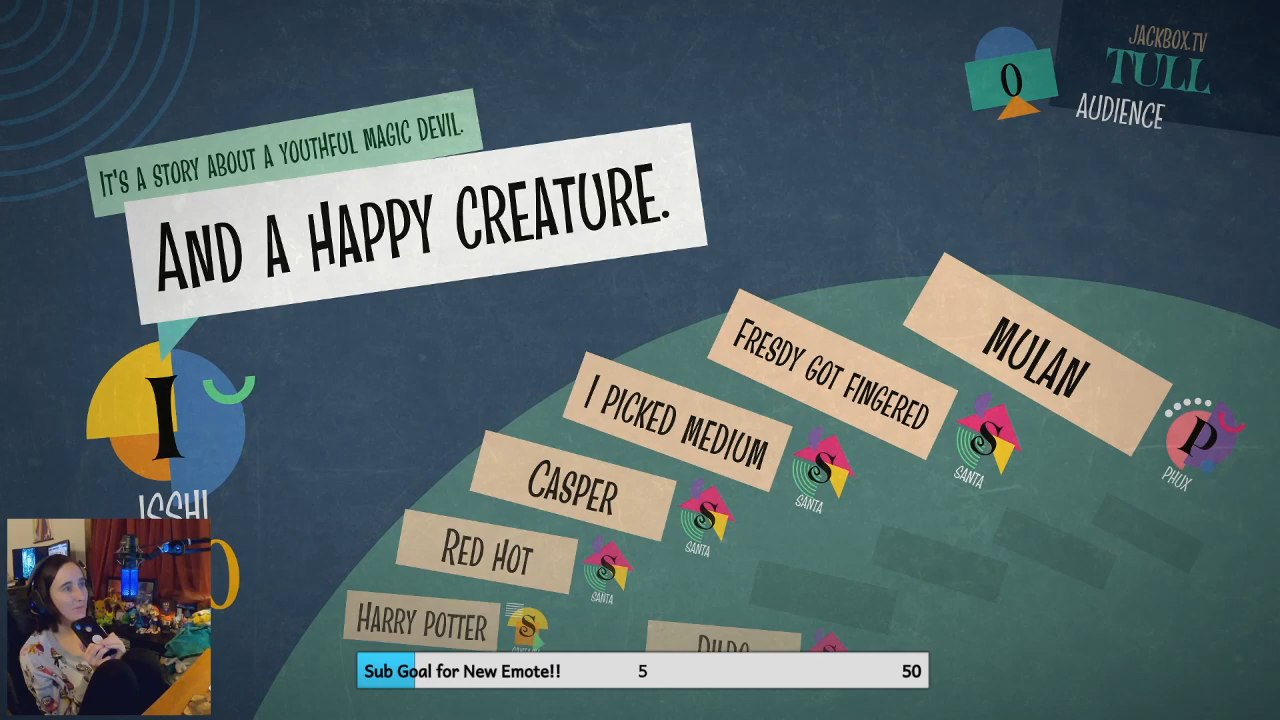 JACKBOX.TV
TULL
0
AUDIENCE
It's a story about a youthful magic devil.
And a happy creature.
I
ISSHI
MULAN
P
PHUX
Fresdy got fingered
S
SANTA
I picked medium
S
SANTA
Casper
S
SANTA
Red hot
S
SANTA
Harry Potter
S
Sub Goal for New Emote!! 5 50